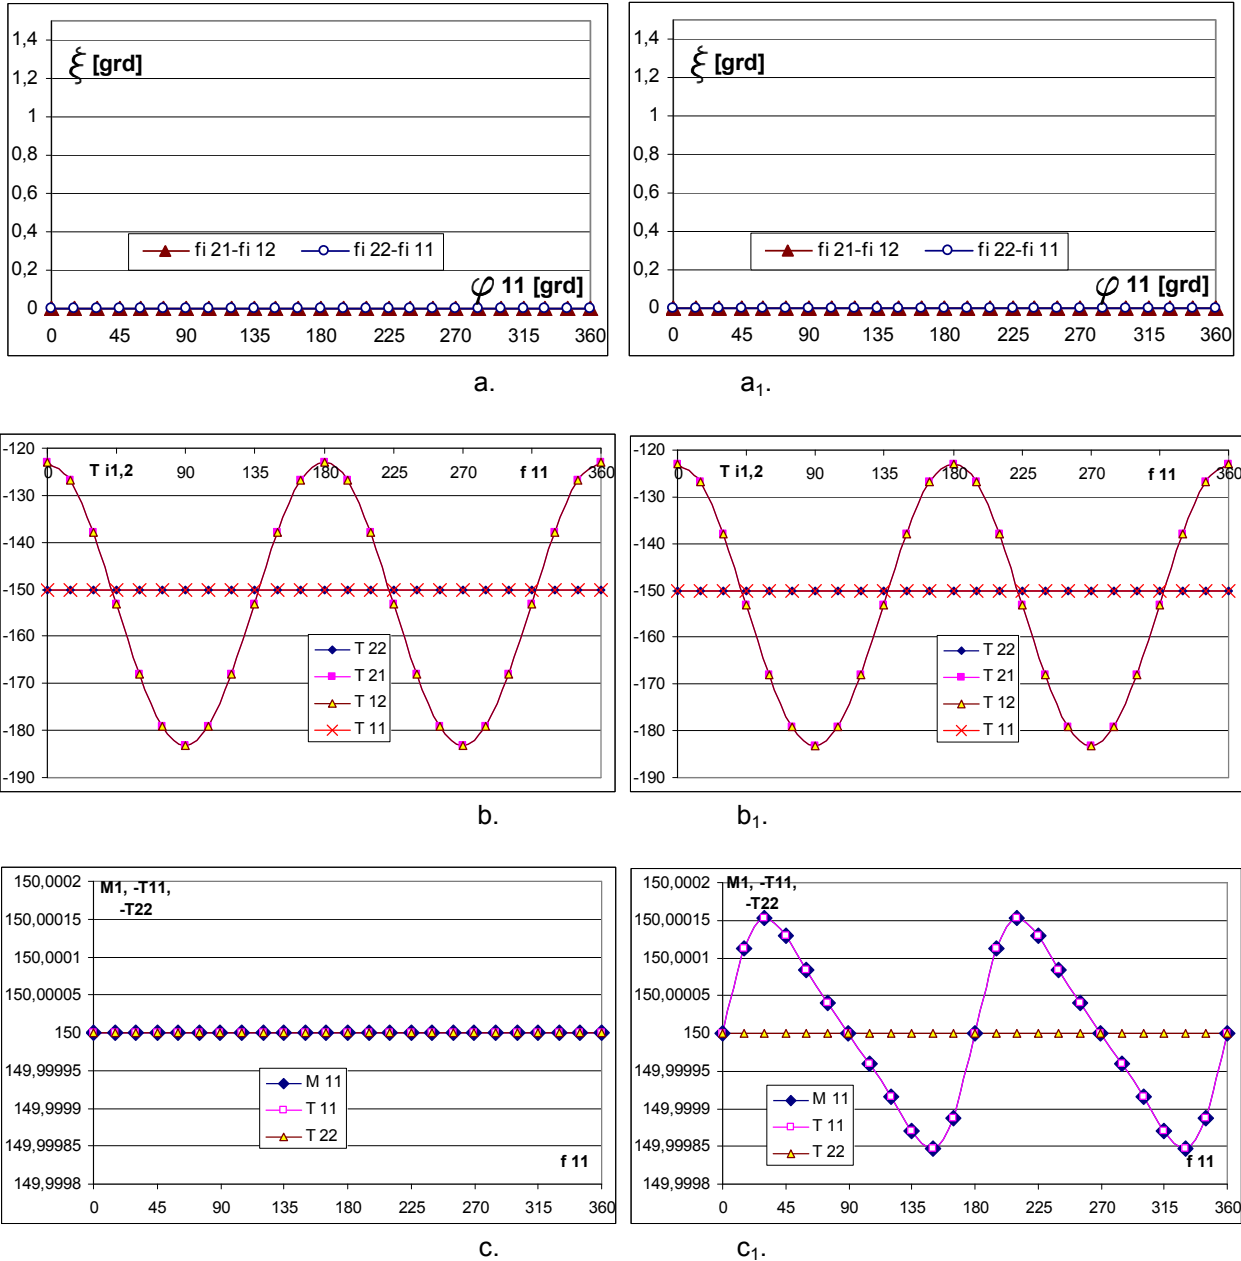 1,4
1,2
1
0,8
0,6
0,4
0,2
0
ξ [grd]
fi 21-fi 12 fi 22-fi 11
φ 11 [grd]
0 45 90 135 180 225 270 315 360
a.
1,4
1,2
1
0,8
0,6
0,4
0,2
0
ξ [grd]
fi 21-fi 12 fi 22-fi 11
φ 11 [grd]
0 45 90 135 180 225 270 315 360
a₁.
-120
-130
-140
-150
-160
-170
-180
-190
0 45 90 135 180 225 270 315 360
T i1,2
f 11
T 22
T 21
T 12
T 11
b.
-120
-130
-140
-150
-160
-170
-180
-190
0 45 90 135 180 225 270 315 360
T i1,2
f 11
T 22
T 21
T 12
T 11
b₁.
150,0002
150,00015
150,0001
150,00005
150
149,99995
149,9999
149,99985
149,9998
M1, -T11,
-T22
M 11
T 11
T 22
f 11
0 45 90 135 180 225 270 315 360
c.
150,0002
150,00015
150,0001
150,00005
150
149,99995
149,9999
149,99985
149,9998
M1, -T11,
-T22
M 11
T 11
T 22
f 11
0 45 90 135 180 225 270 315 360
c₁.